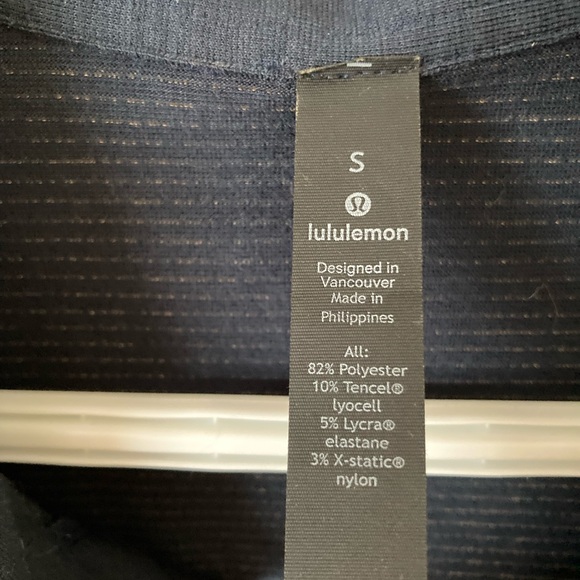 S
lululemon
Designed in
Vancouver
Made in
Philippines
All:
82% Polyester
10% Tencel®
lyocell
5% Lycra®
elastane
3% X-static®
nylon